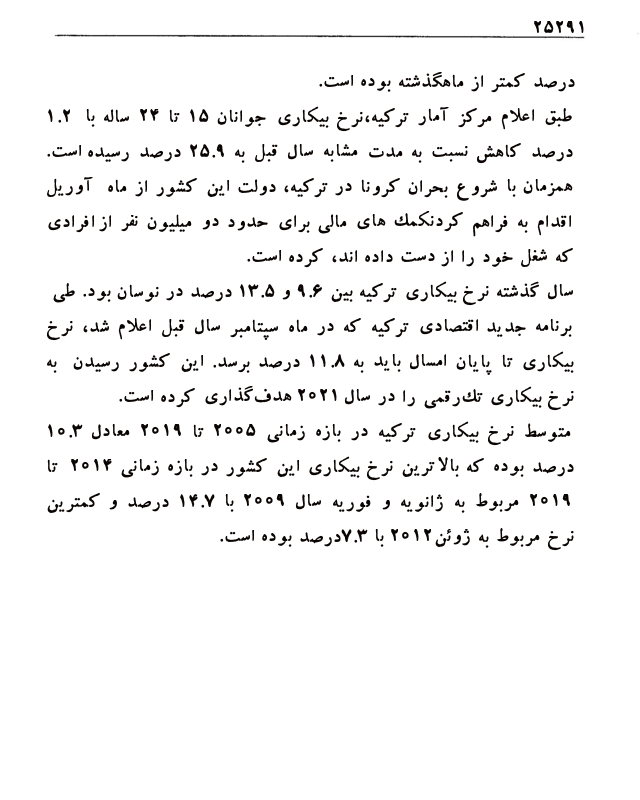 ۲۵۲۹۱
درصد کمتر از ماهگذشته بوده است.
طبق اعلام مرکز آمار ترکیه،نرخ بیکاری جوانان ۱۵ تا ۲۴ ساله با ۱.۲
درصد کاهش نسبت به مدت مشابه سال قبل به ۲۵.۹ درصد رسیده است.
همزمان با شروع بحران کرونا در ترکیه، دولت این کشور از ماه آوریل
اقدام به فراهم کردنکمك های مالی برای حدود دو میلیون نفر از افرادی
که شغل خود را از دست داده اند، کرده است.
سال گذشته نرخ بیکاری ترکیه بین ۹.۶ و ۱۳.۵ درصد در نوسان بود. طی
برنامه جدید اقتصادی ترکیه که در ماه سپتامبر سال قبل اعلام شد، نرخ
بیکاری تا پایان امسال باید به ۱۱.۸ درصد برسد. این کشور رسیدن به
نرخ بیکاری تك‌رقمی را در سال ۲۰۲۱ هدف‌گذاری کرده است.
متوسط نرخ بیکاری ترکیه در بازه زمانی ۲۰۰۵ تا ۲۰۱۹ معادل ۱۰.۳
درصد بوده که بالاترین نرخ بیکاری این کشور در بازه زمانی ۲۰۱۴ تا
۲۰۱۹ مربوط به ژانویه و فوریه سال ۲۰۰۹ با ۱۴.۷ درصد و کمترین
نرخ مربوط به ژوئن۲۰۱۲ با ۷.۳درصد بوده است.